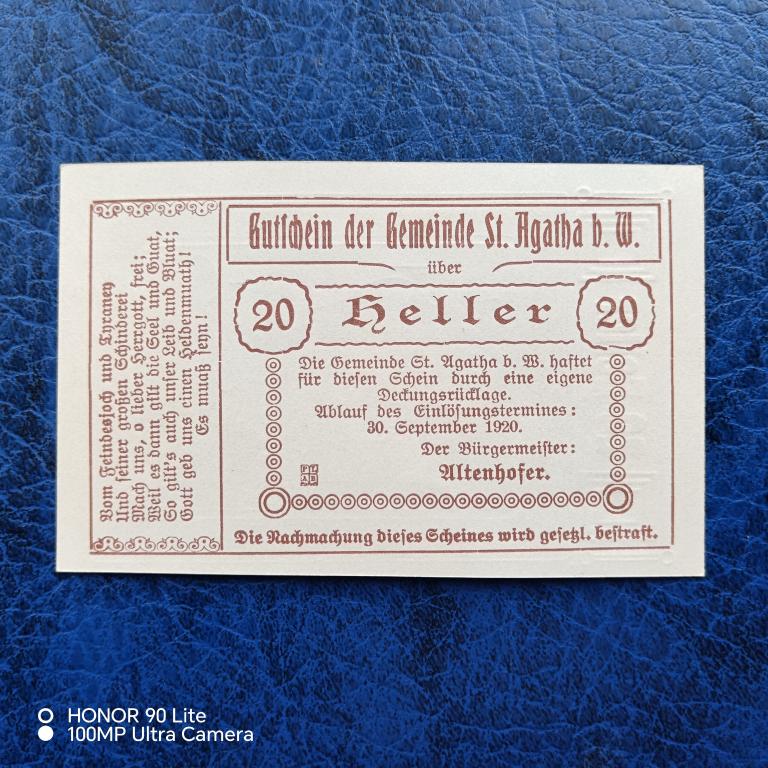 Gutschein der Gemeinde St. Agatha b. W.
über
20 Heller 20
Die Gemeinde St. Agatha b. W. haftet
für diesen Schein durch eine eigene
Deckungsrücklage.
Ablauf des Einlösungstermines:
30. September 1920.
Der Bürgermeister:
Altenhofer.
Die Nachmachung dieses Scheines wird gesetzl. bestraft.
Vom Feindesjoch und Tyraney
Und seiner großen Schinderei
Mach uns, o lieber Herrgott, frei;
Weil es dann gilt die Seel und Guat,
So gilt's auch unser Leib und Bluat;
Gott geb uns einen Heldenmuath!
Es muaß seyn!
HONOR 90 Lite
100MP Ultra Camera